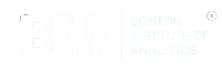 BIA
BOSTON
INSTITUTE OF
ANALYTICS
®